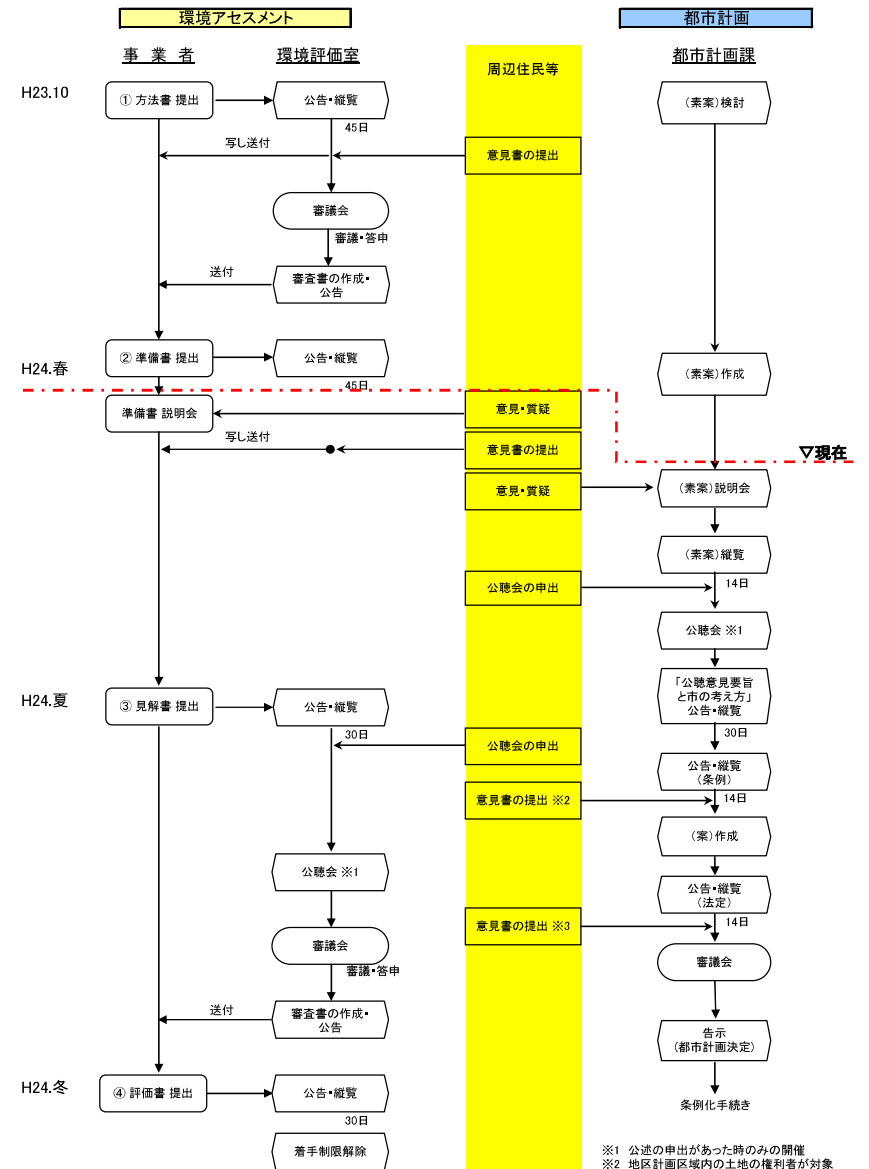 環境アセスメント
都市計画
事 業 者
環境評価室
周辺住民等
都市計画課
H23.10
① 方法書 提出
公告・縦覧
(素案)検討
45日
写し送付
意見書の提出
審議会
審議・答申
送付
審査書の作成・
公告
H24.春
② 準備書 提出
公告・縦覧
(素案)作成
45日
準備書 説明会
意見・質疑
写し送付
意見書の提出
▽現在
意見・質疑
(素案)説明会
(素案)縦覧
公聴会の申出
14日
公聴会 ※1
H24.夏
③ 見解書 提出
公告・縦覧
「公聴意見要旨
と市の考え方」
公告・縦覧
30日
30日
公聴会の申出
公告・縦覧
(条例)
意見書の提出 ※2
14日
(案)作成
公聴会 ※1
公告・縦覧
(法定)
意見書の提出 ※3
14日
審議会
審議会
審議・答申
送付
審査書の作成・
公告
告示
(都市計画決定)
H24.冬
④ 評価書 提出
公告・縦覧
条例化手続き
30日
着手制限解除
※1 公述の申出があった時のみの開催
※2 地区計画区域内の土地の権利者が対象